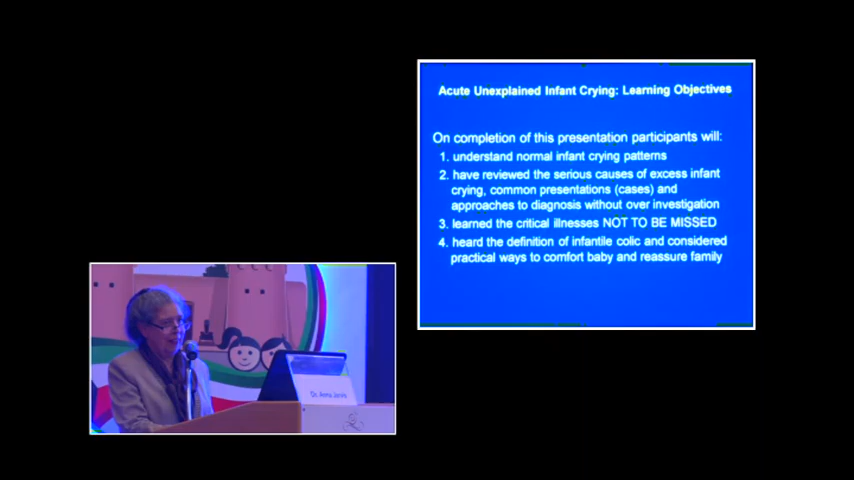 Acute Unexplained Infant Crying: Learning Objectives
On completion of this presentation participants will:
1. understand normal infant crying patterns
2. have reviewed the serious causes of excess infant
crying, common presentations (cases) and
approaches to diagnosis without over investigation
3. learned the critical illnesses NOT TO BE MISSED
4. heard the definition of infantile colic and considered
practical ways to comfort baby and reassure family
Dr. Anna Jarvis